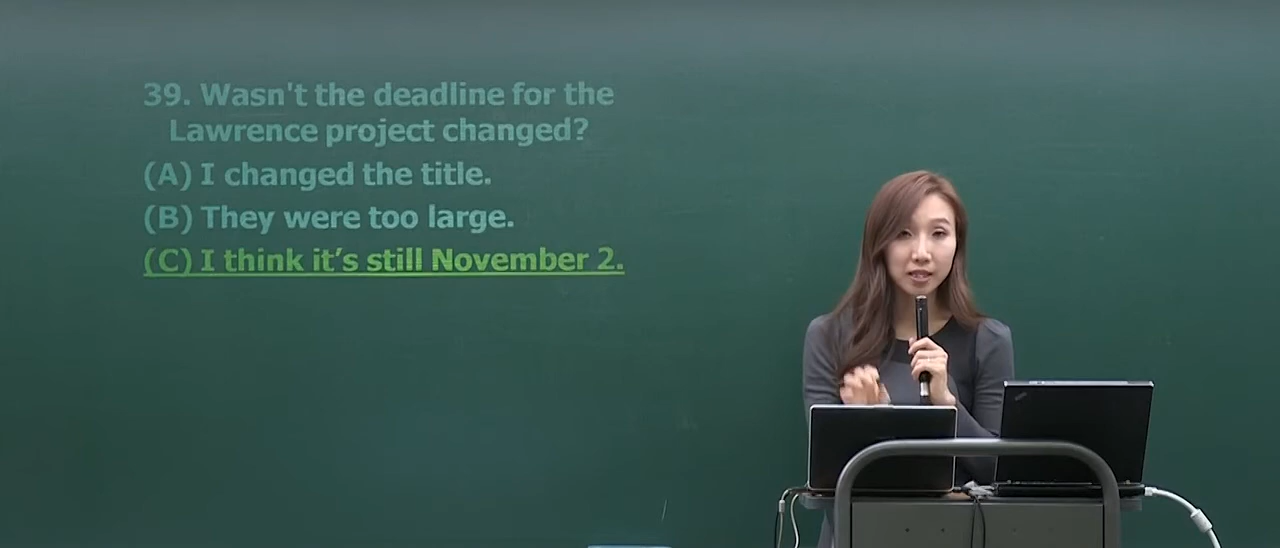 39. Wasn't the deadline for the
Lawrence project changed?
(A) I changed the title.
(B) They were too large.
(C) I think it’s still November 2.